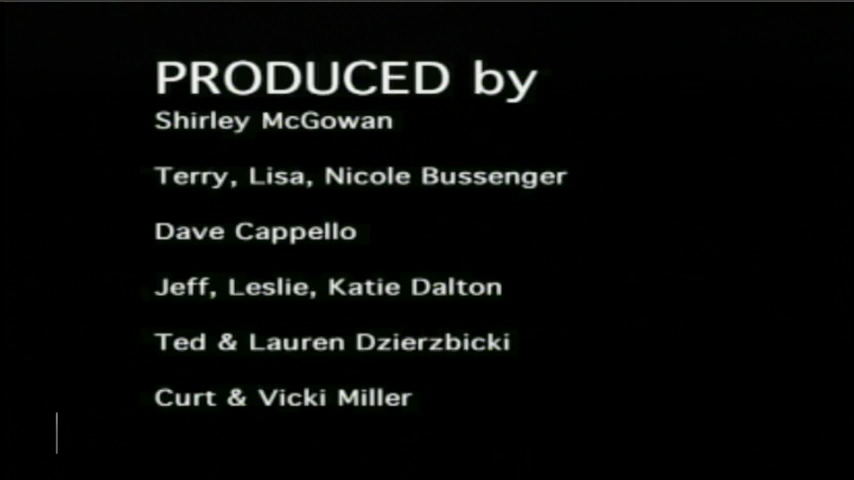 PRODUCED by
Shirley McGowan
Terry, Lisa, Nicole Bussenger
Dave Cappello
Jeff, Leslie, Katie Dalton
Ted & Lauren Dzierzbicki
Curt & Vicki Miller